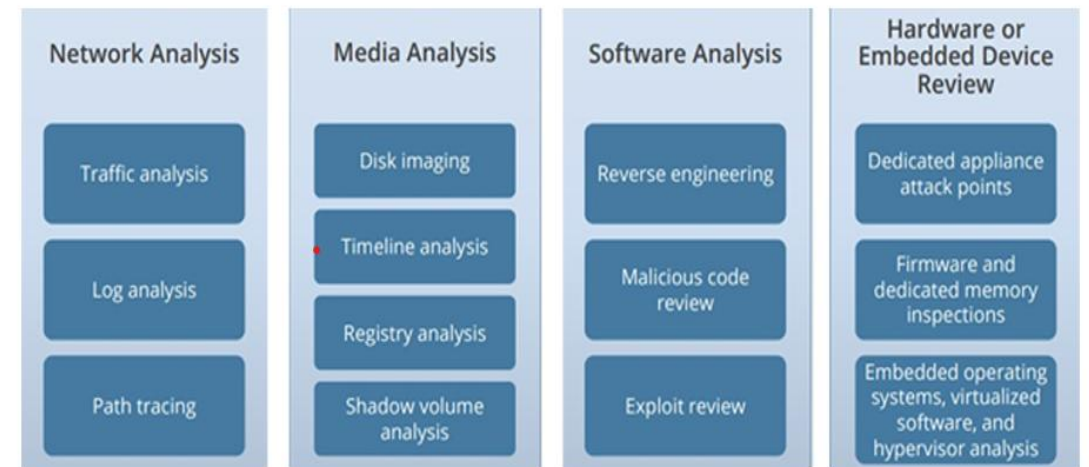 Network Analysis
Traffic analysis
Log analysis
Path tracing
Media Analysis
Disk imaging
Timeline analysis
Registry analysis
Shadow volume
analysis
Software Analysis
Reverse engineering
Malicious code
review
Exploit review
Hardware or
Embedded Device
Review
Dedicated appliance
attack points
Firmware and
dedicated memory
inspections
Embedded operating
systems, virtualized
software, and
hypervisor analysis